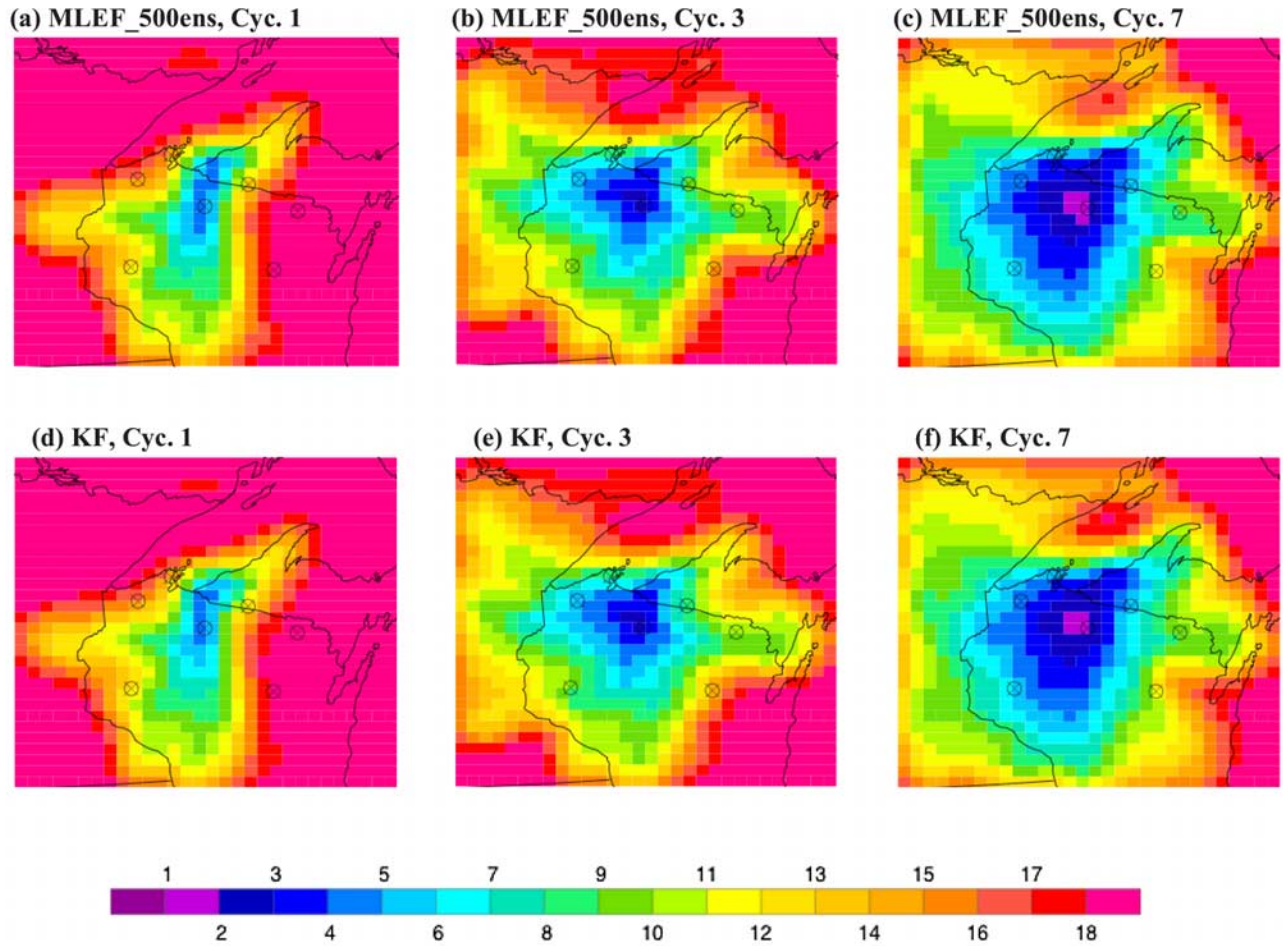 (a) MLEF_500ens, Cyc. 1 (b) MLEF_500ens, Cyc. 3 (c) MLEF_500ens, Cyc. 7
(d) KF, Cyc. 1 (e) KF, Cyc. 3 (f) KF, Cyc. 7
1 3 5 7 9 11 13 15 17
2 4 6 8 10 12 14 16 18